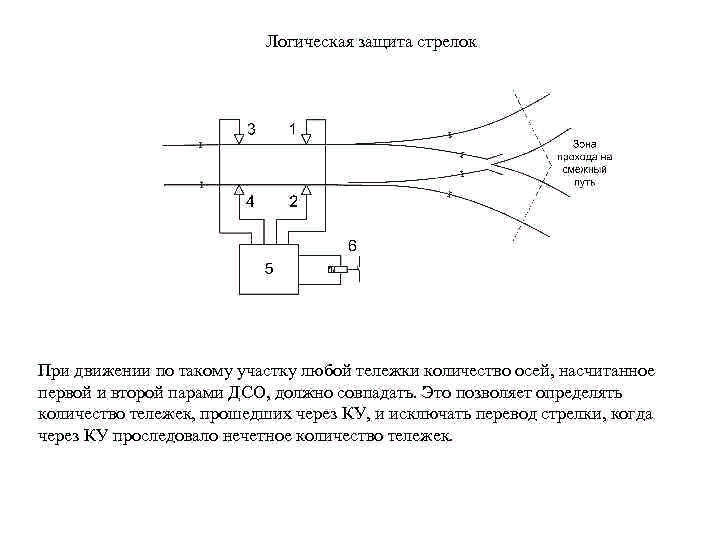 Логическая защита стрелок
3 1
Зона
прохода на
смежный
путь
4 2
6
5
При движении по такому участку любой тележки количество осей, насчитанное
первой и второй парами ДСО, должно совпадать. Это позволяет определять
количество тележек, прошедших через КУ, и исключать перевод стрелки, когда
через КУ проследовало нечетное количество тележек.